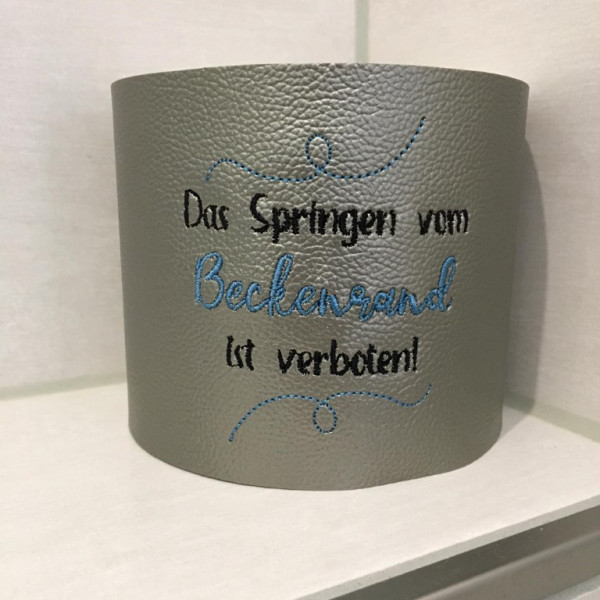 Das Springen vom
Beckenrand
ist verboten!